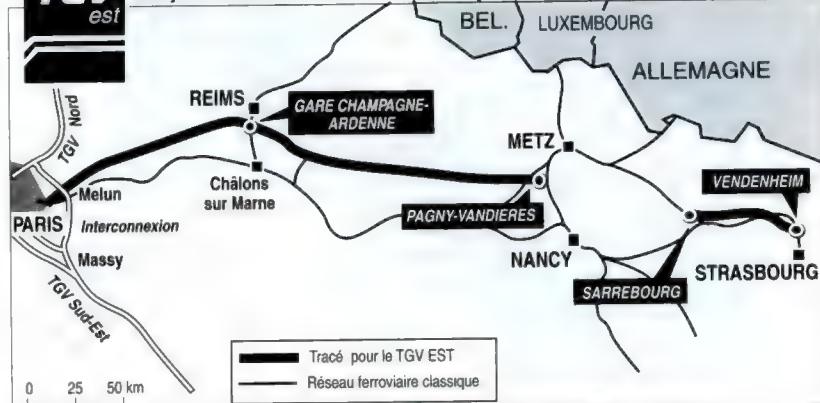 est
BEL.
LUXEMBOURG
ALLEMAGNE
REIMS
GARE CHAMPAGNE-
ARDENNE
METZ
TGV Nord
Châlons
sur Marne
Melun
PARIS
Interconnexion
Massy
TGV Sud-Est
PAGNY-VANDIERES
NANCY
VENDENHEIM
SARREBOURG
STRASBOURG
Tracé pour le TGV EST
Réseau ferroviaire classique
0 25 50 km